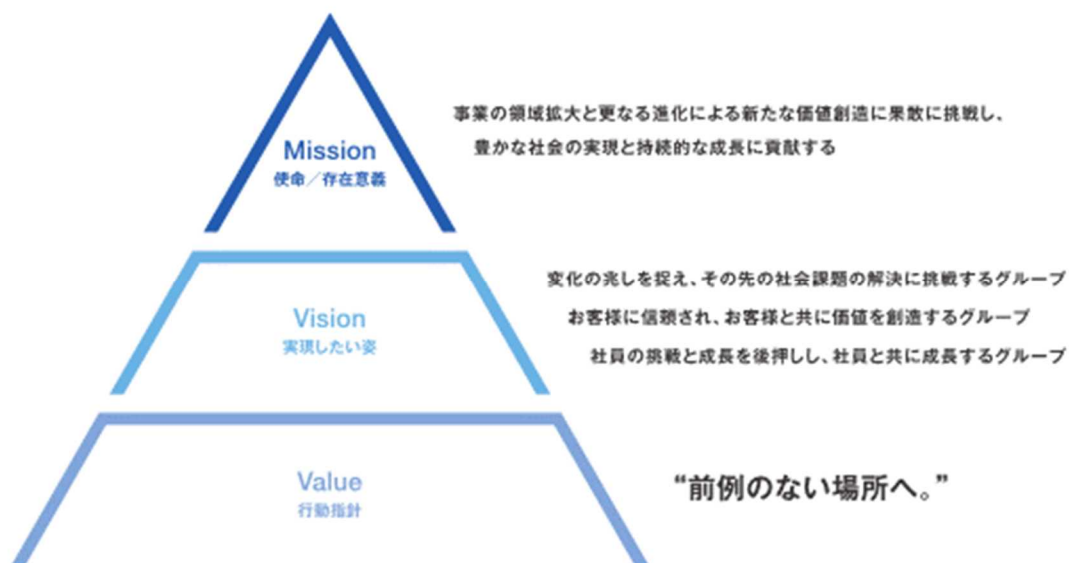 Mission
使命／存在意義
事業の領域拡大と更なる進化による新たな価値創造に果敢に挑戦し、
豊かな社会の実現と持続的な成長に貢献する
Vision
実現したい姿
変化の兆しを捉え、その先の社会課題の解決に挑戦するグループ
お客様に信頼され、お客様と共に価値を創造するグループ
社員の挑戦と成長を後押しし、社員と共に成長するグループ
Value
行動指針
“前例のない場所へ。”